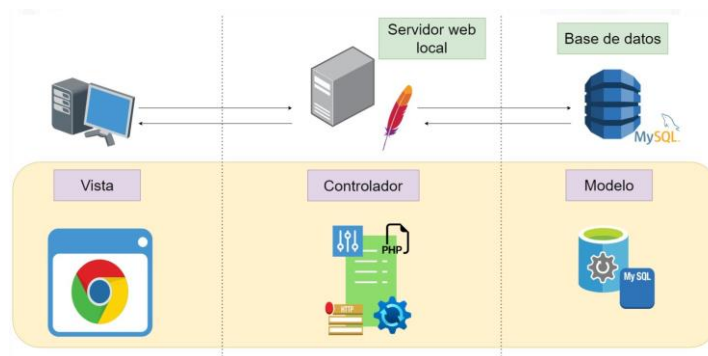 Servidor web
local
Base de datos
MySQL
Vista
Controlador
Modelo
PHP
HTTP
My SQL